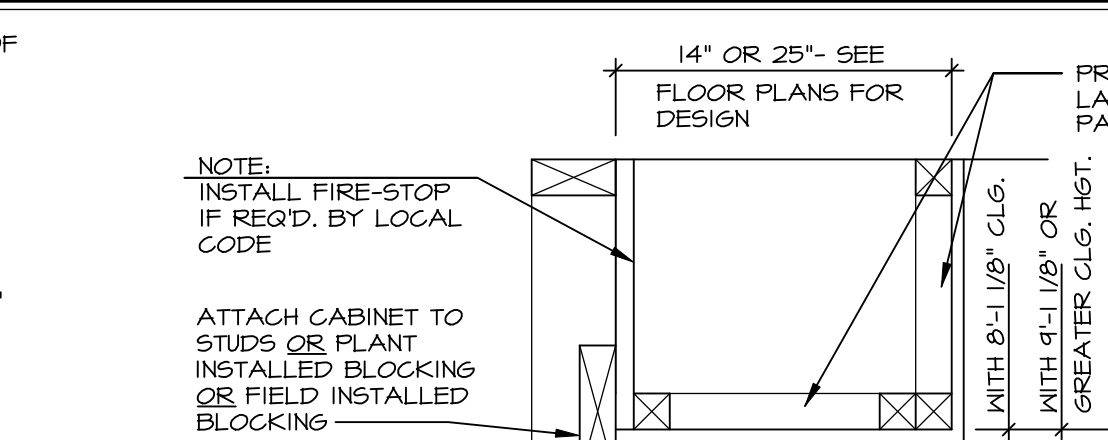 14" OR 25"- SEE
FLOOR PLANS FOR
DESIGN
NOTE:
INSTALL FIRE-STOP
IF REQ'D. BY LOCAL
CODE
ATTACH CABINET TO
STUDS OR PLANT
INSTALLED BLOCKING
OR FIELD INSTALLED
BLOCKING
WITH 8'-1 1/8" CLG.
WITH 9'-1 1/8" OR
GREATER CLG. HGT.